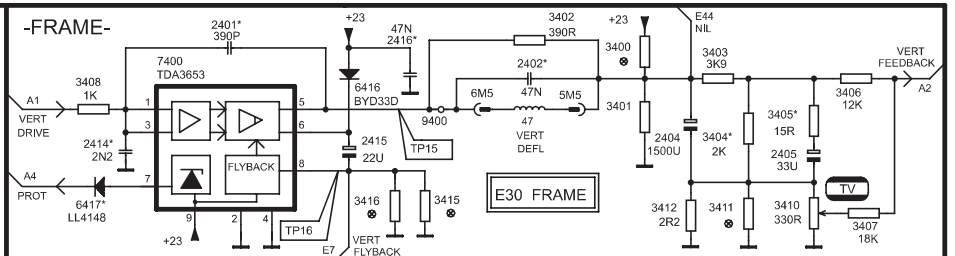 -FRAME-
2401*
390P
+23
47N
2416*
3402
390R
+23
E44
NIL
7400
TDA3653
3400
3403
3K9
VERT
FEEDBACK
A2
3408
1K
6416
BYD33D
2402*
47N
6M5
5M5
A1
VERT
DRIVE
1
3
5
6
9400
47
VERT
DEFL
3401
3406
12K
3405*
15R
2414*
2N2
2415
22U
TP15
2404
1500U
3404*
2K
2405
33U
A4
PROT
7
8
FLYBACK
E30 FRAME
TV
6417*
LL4148
9
2
4
+23
TP16
3416
3415
E7
VERT
FLYBACK
3412
2R2
3411
3410
330R
3407
18K